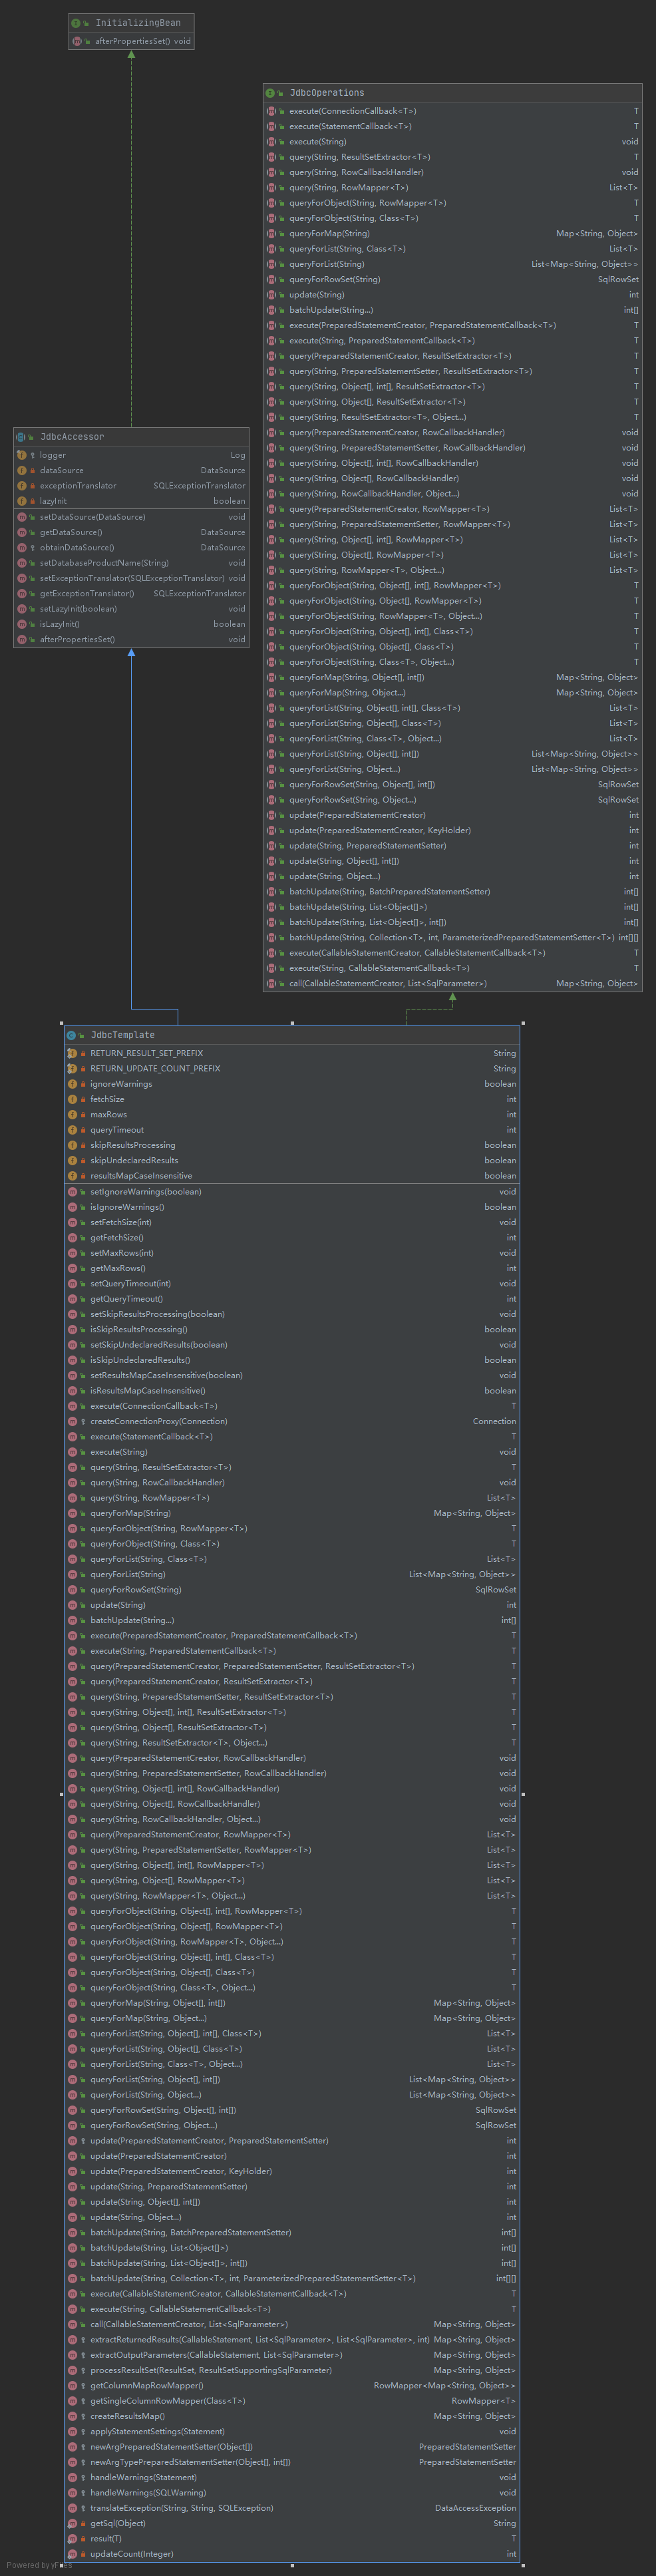 InitializingBean
afterPropertiesSet() void
JdbcOperations
execute(ConnectionCallback<T>) T
execute(StatementCallback<T>) T
execute(String) void
query(String, ResultSetExtractor<T>) T
query(String, RowCallbackHandler) void
query(String, RowMapper<T>) List<T>
queryForObject(String, RowMapper<T>) T
queryForObject(String, Class<T>) T
queryForMap(String) Map<String, Object>
queryForList(String, Class<T>) List<T>
queryForList(String) List<Map<String, Object>>
queryForRowSet(String) SqlRowSet
update(String) int
batchUpdate(String...) int[]
execute(PreparedStatementCreator, PreparedStatementCallback<T>) T
execute(String, PreparedStatementCallback<T>) T
query(PreparedStatementCreator, ResultSetExtractor<T>) T
query(String, PreparedStatementSetter, ResultSetExtractor<T>) T
query(String, Object[], int[], ResultSetExtractor<T>) T
query(String, Object[], ResultSetExtractor<T>) T
query(String, ResultSetExtractor<T>, Object...) T
query(PreparedStatementCreator, RowCallbackHandler) void
query(String, PreparedStatementSetter, RowCallbackHandler) void
query(String, Object[], int[], RowCallbackHandler) void
query(String, Object[], RowCallbackHandler) void
query(String, RowCallbackHandler, Object...) void
query(PreparedStatementCreator, RowMapper<T>) List<T>
query(String, PreparedStatementSetter, RowMapper<T>) List<T>
query(String, Object[], int[], RowMapper<T>) List<T>
query(String, Object[], RowMapper<T>) List<T>
query(String, RowMapper<T>, Object...) List<T>
queryForObject(String, Object[], int[], RowMapper<T>) T
queryForObject(String, Object[], RowMapper<T>) T
queryForObject(String, RowMapper<T>, Object...) T
queryForObject(String, Object[], int[], Class<T>) T
queryForObject(String, Object[], Class<T>) T
queryForObject(String, Class<T>, Object...) T
queryForMap(String, Object[], int[]) Map<String, Object>
queryForMap(String, Object...) Map<String, Object>
queryForList(String, Object[], int[], Class<T>) List<T>
queryForList(String, Object[], Class<T>) List<T>
queryForList(String, Class<T>, Object...) List<T>
queryForList(String, Object[], int[]) List<Map<String, Object>>
queryForList(String, Object...) List<Map<String, Object>>
queryForRowSet(String, Object[], int[]) SqlRowSet
queryForRowSet(String, Object...) SqlRowSet
update(PreparedStatementCreator) int
update(PreparedStatementCreator, KeyHolder) int
update(String, PreparedStatementSetter) int
update(String, Object[], int[]) int
update(String, Object...) int
batchUpdate(String, BatchPreparedStatementSetter) int[]
batchUpdate(String, List<Object[]>) int[]
batchUpdate(String, List<Object[]>, int[]) int[]
batchUpdate(String, Collection<T>, int, ParameterizedPreparedStatementSetter<T>) int[][]
execute(CallableStatementCreator, CallableStatementCallback<T>) T
execute(String, CallableStatementCallback<T>) T
call(CallableStatementCreator, List<SqlParameter>) Map<String, Object>
JdbcAccessor
logger Log
dataSource DataSource
exceptionTranslator SQLExceptionTranslator
lazyInit boolean
setDataSource(DataSource) void
getDataSource() DataSource
obtainDataSource() DataSource
setDatabaseProductName(String) void
setExceptionTranslator(SQLExceptionTranslator) void
getExceptionTranslator() SQLExceptionTranslator
setLazyInit(boolean) void
isLazyInit() boolean
afterPropertiesSet() void
JdbcTemplate
RETURN_RESULT_SET_PREFIX String
RETURN_UPDATE_COUNT_PREFIX String
ignoreWarnings boolean
fetchSize int
maxRows int
queryTimeout int
skipResultsProcessing boolean
skipUndeclaredResults boolean
resultsMapCaseInsensitive boolean
setIgnoreWarnings(boolean) void
isIgnoreWarnings() boolean
setFetchSize(int) void
getFetchSize() int
setMaxRows(int) void
getMaxRows() int
setQueryTimeout(int) void
getQueryTimeout() int
setSkipResultsProcessing(boolean) void
isSkipResultsProcessing() boolean
setSkipUndeclaredResults(boolean) void
isSkipUndeclaredResults() boolean
setResultsMapCaseInsensitive(boolean) void
isResultsMapCaseInsensitive() boolean
execute(ConnectionCallback<T>) T
createConnectionProxy(Connection) Connection
execute(StatementCallback<T>) T
execute(String) void
query(String, ResultSetExtractor<T>) T
query(String, RowCallbackHandler) void
query(String, RowMapper<T>) List<T>
queryForMap(String) Map<String, Object>
queryForObject(String, RowMapper<T>) T
queryForObject(String, Class<T>) T
queryForList(String, Class<T>) List<T>
queryForList(String) List<Map<String, Object>>
queryForRowSet(String) SqlRowSet
update(String) int
batchUpdate(String...) int[]
execute(PreparedStatementCreator, PreparedStatementCallback<T>) T
execute(String, PreparedStatementCallback<T>) T
query(PreparedStatementCreator, PreparedStatementSetter, ResultSetExtractor<T>) T
query(PreparedStatementCreator, ResultSetExtractor<T>) T
query(String, PreparedStatementSetter, ResultSetExtractor<T>) T
query(String, Object[], int[], ResultSetExtractor<T>) T
query(String, Object[], ResultSetExtractor<T>) T
query(String, ResultSetExtractor<T>, Object...) T
query(PreparedStatementCreator, RowCallbackHandler) void
query(String, PreparedStatementSetter, RowCallbackHandler) void
query(String, Object[], int[], RowCallbackHandler) void
query(String, Object[], RowCallbackHandler) void
query(String, RowCallbackHandler, Object...) void
query(PreparedStatementCreator, RowMapper<T>) List<T>
query(String, PreparedStatementSetter, RowMapper<T>) List<T>
query(String, Object[], int[], RowMapper<T>) List<T>
query(String, Object[], RowMapper<T>) List<T>
query(String, RowMapper<T>, Object...) List<T>
queryForObject(String, Object[], int[], RowMapper<T>) T
queryForObject(String, Object[], RowMapper<T>) T
queryForObject(String, RowMapper<T>, Object...) T
queryForObject(String, Object[], int[], Class<T>) T
queryForObject(String, Object[], Class<T>) T
queryForObject(String, Class<T>, Object...) T
queryForMap(String, Object[], int[]) Map<String, Object>
queryForMap(String, Object...) Map<String, Object>
queryForList(String, Object[], int[], Class<T>) List<T>
queryForList(String, Object[], Class<T>) List<T>
queryForList(String, Class<T>, Object...) List<T>
queryForList(String, Object[], int[]) List<Map<String, Object>>
queryForList(String, Object...) List<Map<String, Object>>
queryForRowSet(String, Object[], int[]) SqlRowSet
queryForRowSet(String, Object...) SqlRowSet
update(PreparedStatementCreator, PreparedStatementSetter) int
update(PreparedStatementCreator) int
update(PreparedStatementCreator, KeyHolder) int
update(String, PreparedStatementSetter) int
update(String, Object[], int[]) int
update(String, Object...) int
batchUpdate(String, BatchPreparedStatementSetter) int[]
batchUpdate(String, List<Object[]>) int[]
batchUpdate(String, List<Object[]>, int[]) int[]
batchUpdate(String, Collection<T>, int, ParameterizedPreparedStatementSetter<T>) int[][]
execute(CallableStatementCreator, CallableStatementCallback<T>) T
execute(String, CallableStatementCallback<T>) T
call(CallableStatementCreator, List<SqlParameter>) Map<String, Object>
extractReturnedResults(CallableStatement, List<SqlParameter>, List<SqlParameter>, int) Map<String, Object>
extractOutputParameters(CallableStatement, List<SqlParameter>) Map<String, Object>
processResultSet(ResultSet, ResultSetSupportingSqlParameter) Map<String, Object>
getColumnMapRowMapper() RowMapper<Map<String, Object>>
getSingleColumnRowMapper(Class<T>) RowMapper<T>
createResultsMap() Map<String, Object>
applyStatementSettings(Statement) void
newArgPreparedStatementSetter(Object[]) PreparedStatementSetter
newArgTypePreparedStatementSetter(Object[], int[]) PreparedStatementSetter
handleWarnings(Statement) void
handleWarnings(SQLWarning) void
translateException(String, String, SQLException) DataAccessException
getSql(Object) String
result(T) T
updateCount(Integer) int
Powered by